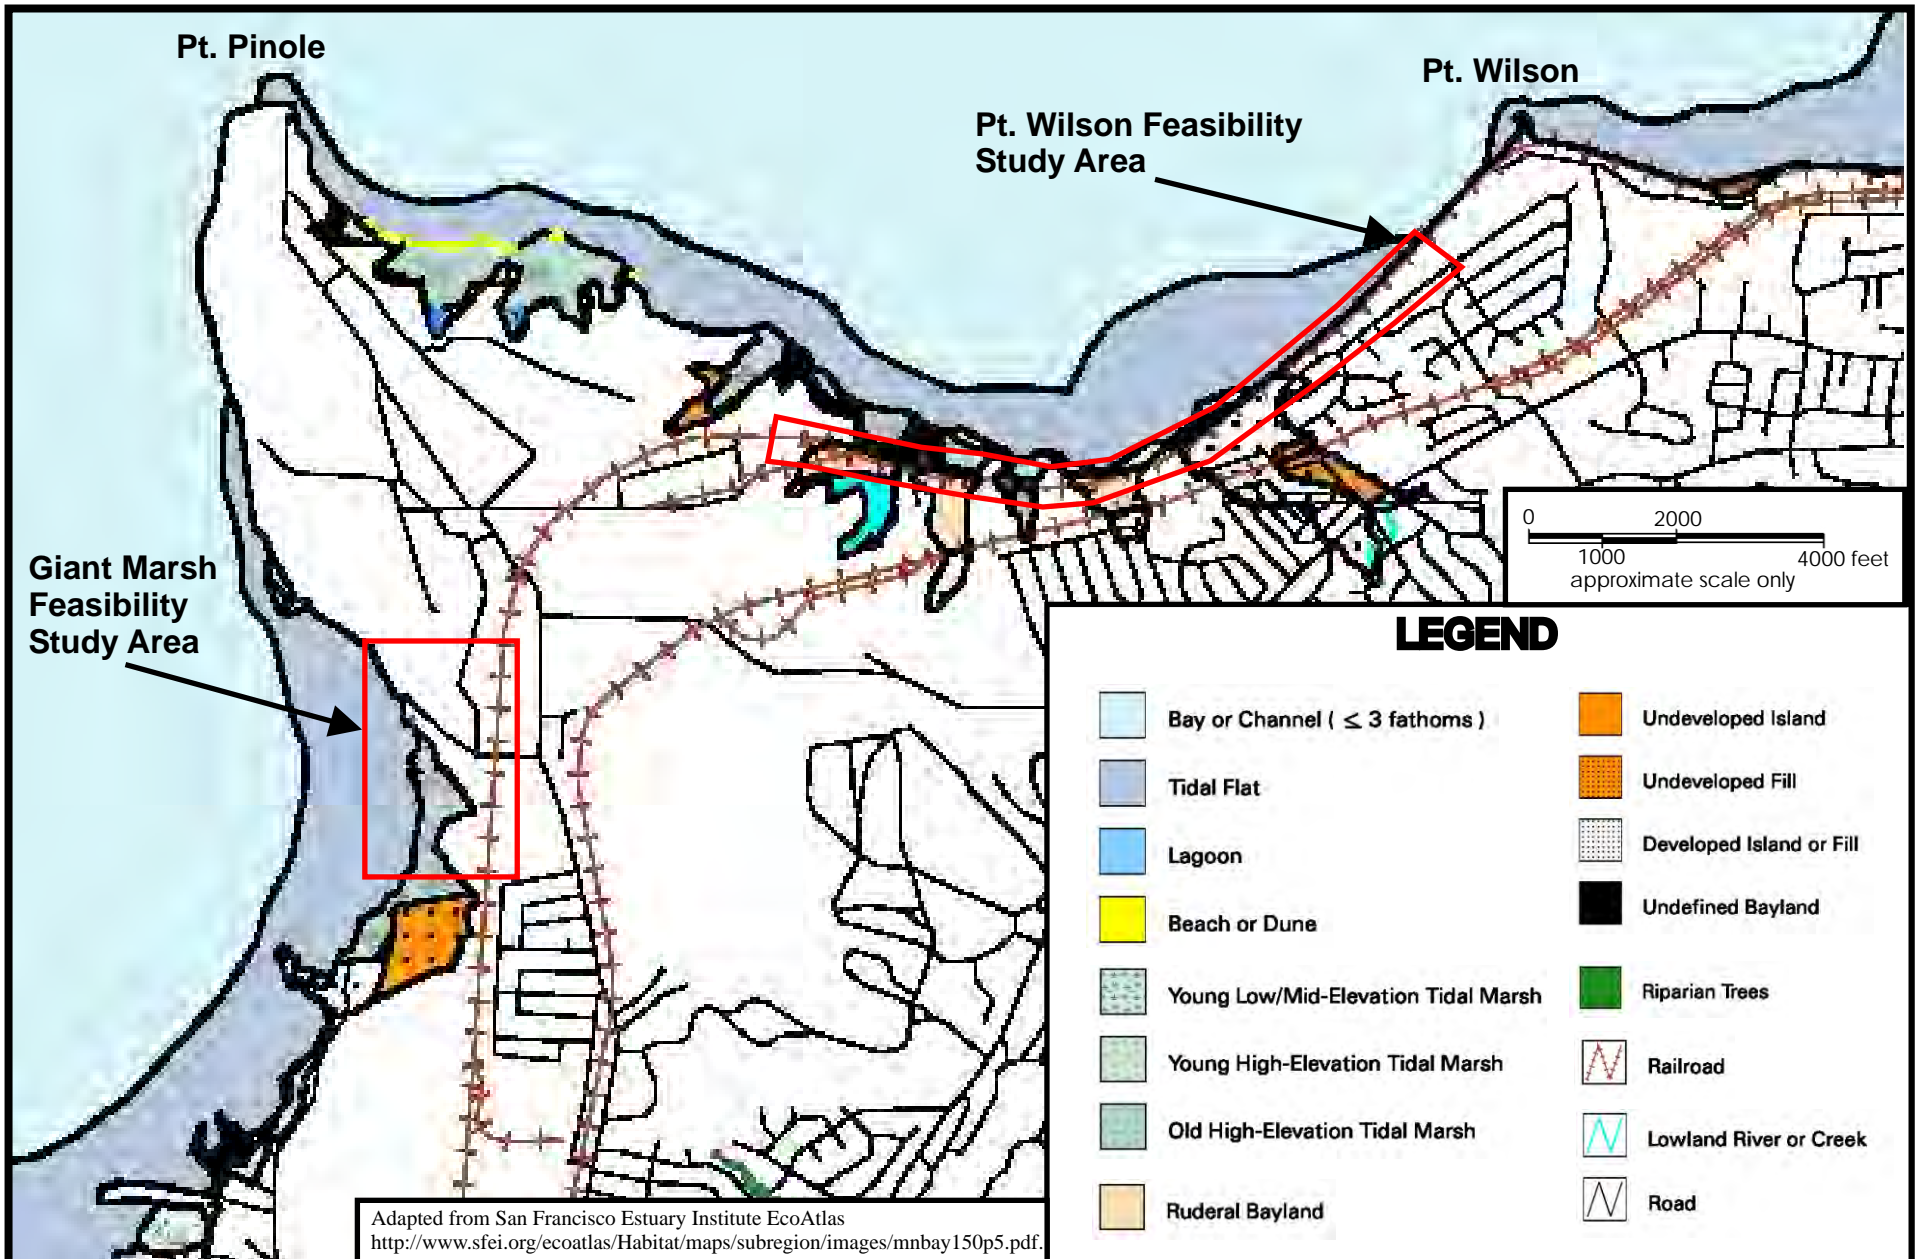 Pt. Pinole
Pt. Wilson
Pt. Wilson Feasibility
Study Area
Giant Marsh
Feasibility
Study Area
0 2000
1000 4000 feet
approximate scale only
LEGEND
Bay or Channel ( ≤ 3 fathoms )
Tidal Flat
Lagoon
Beach or Dune
Young Low/Mid-Elevation Tidal Marsh
Young High-Elevation Tidal Marsh
Old High-Elevation Tidal Marsh
Ruderal Bayland
Undeveloped Island
Undeveloped Fill
Developed Island or Fill
Undefined Bayland
Riparian Trees
Railroad
Lowland River or Creek
Road
Adapted from San Francisco Estuary Institute EcoAtlas
http://www.sfei.org/ecoatlas/Habitat/maps/subregion/images/mnbay150p5.pdf.